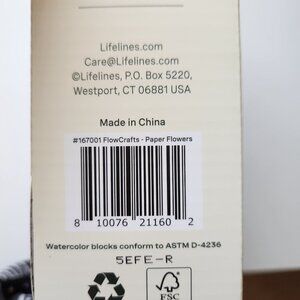 Lifelines.com
Care@Lifelines.com
©Lifelines, P.O. Box 5220,
Westport, CT 06881 USA
Made in China
#167001 FlowCrafts - Paper Flowers
8 10076 21160 2
Watercolor blocks conform to ASTM D-4236
5EFE-R
FSC